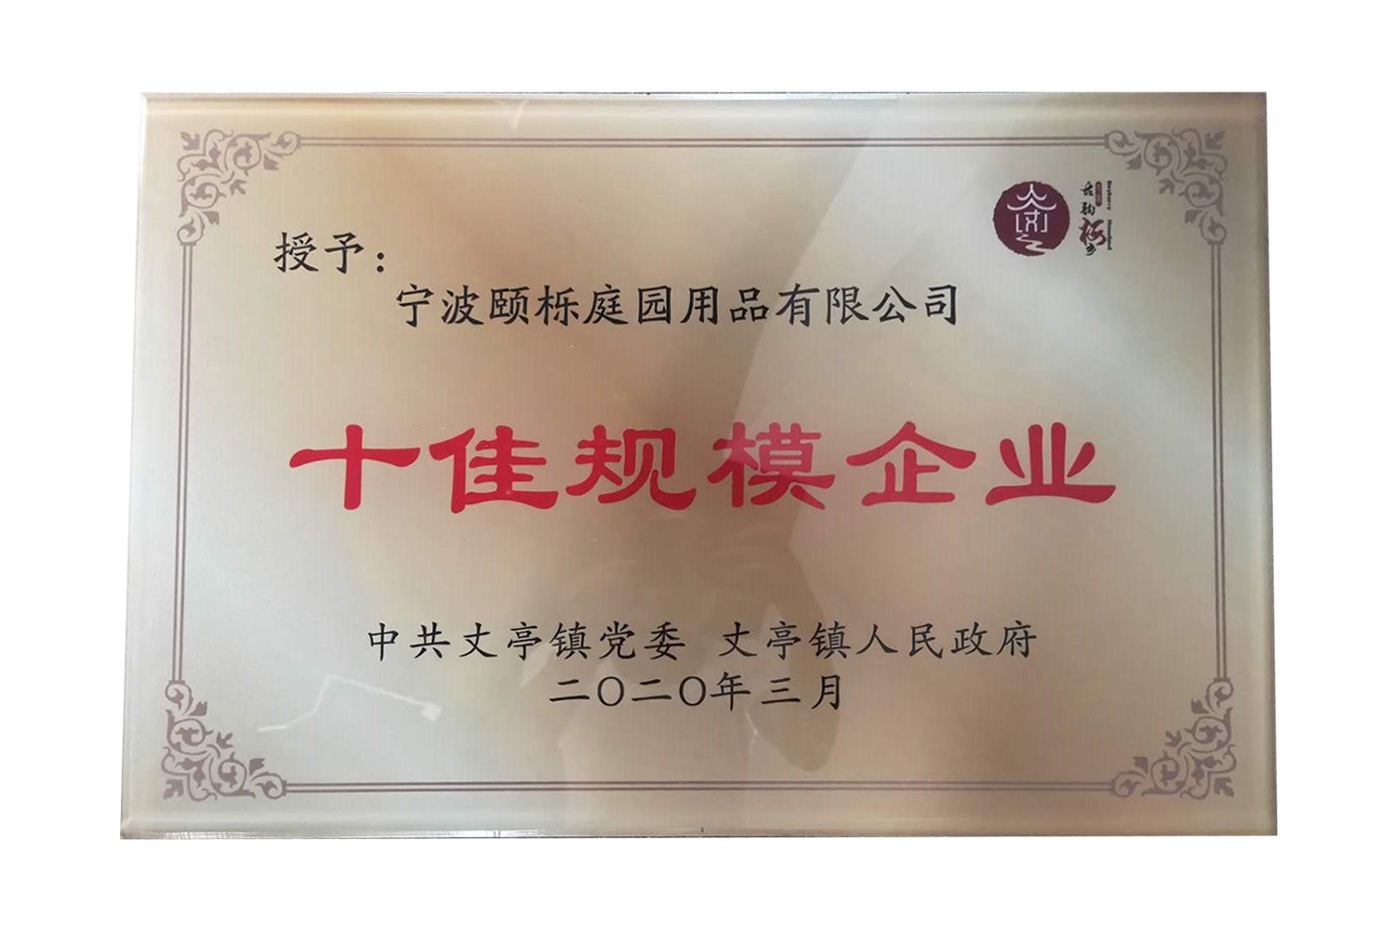 授予：
宁波颐栎庭园用品有限公司
十佳规模企业
中共丈亭镇党委 丈亭镇人民政府
二〇二〇年三月